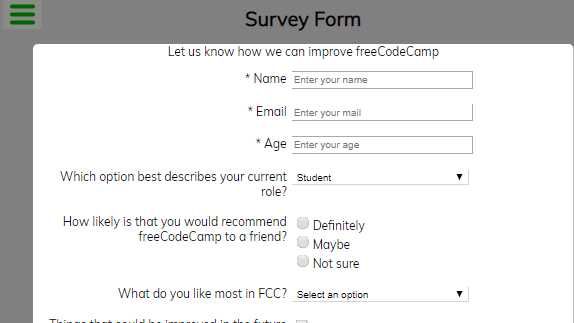 Survey Form
Let us know how we can improve freeCodeCamp
* Name Enter your name
* Email Enter your mail
* Age Enter your age
Which option best describes your current
role?
Student
How likely is that you would recommend
freeCodeCamp to a friend?
Definitely
Maybe
Not sure
What do you like most in FCC? Select an option
Things that could be improved in the future